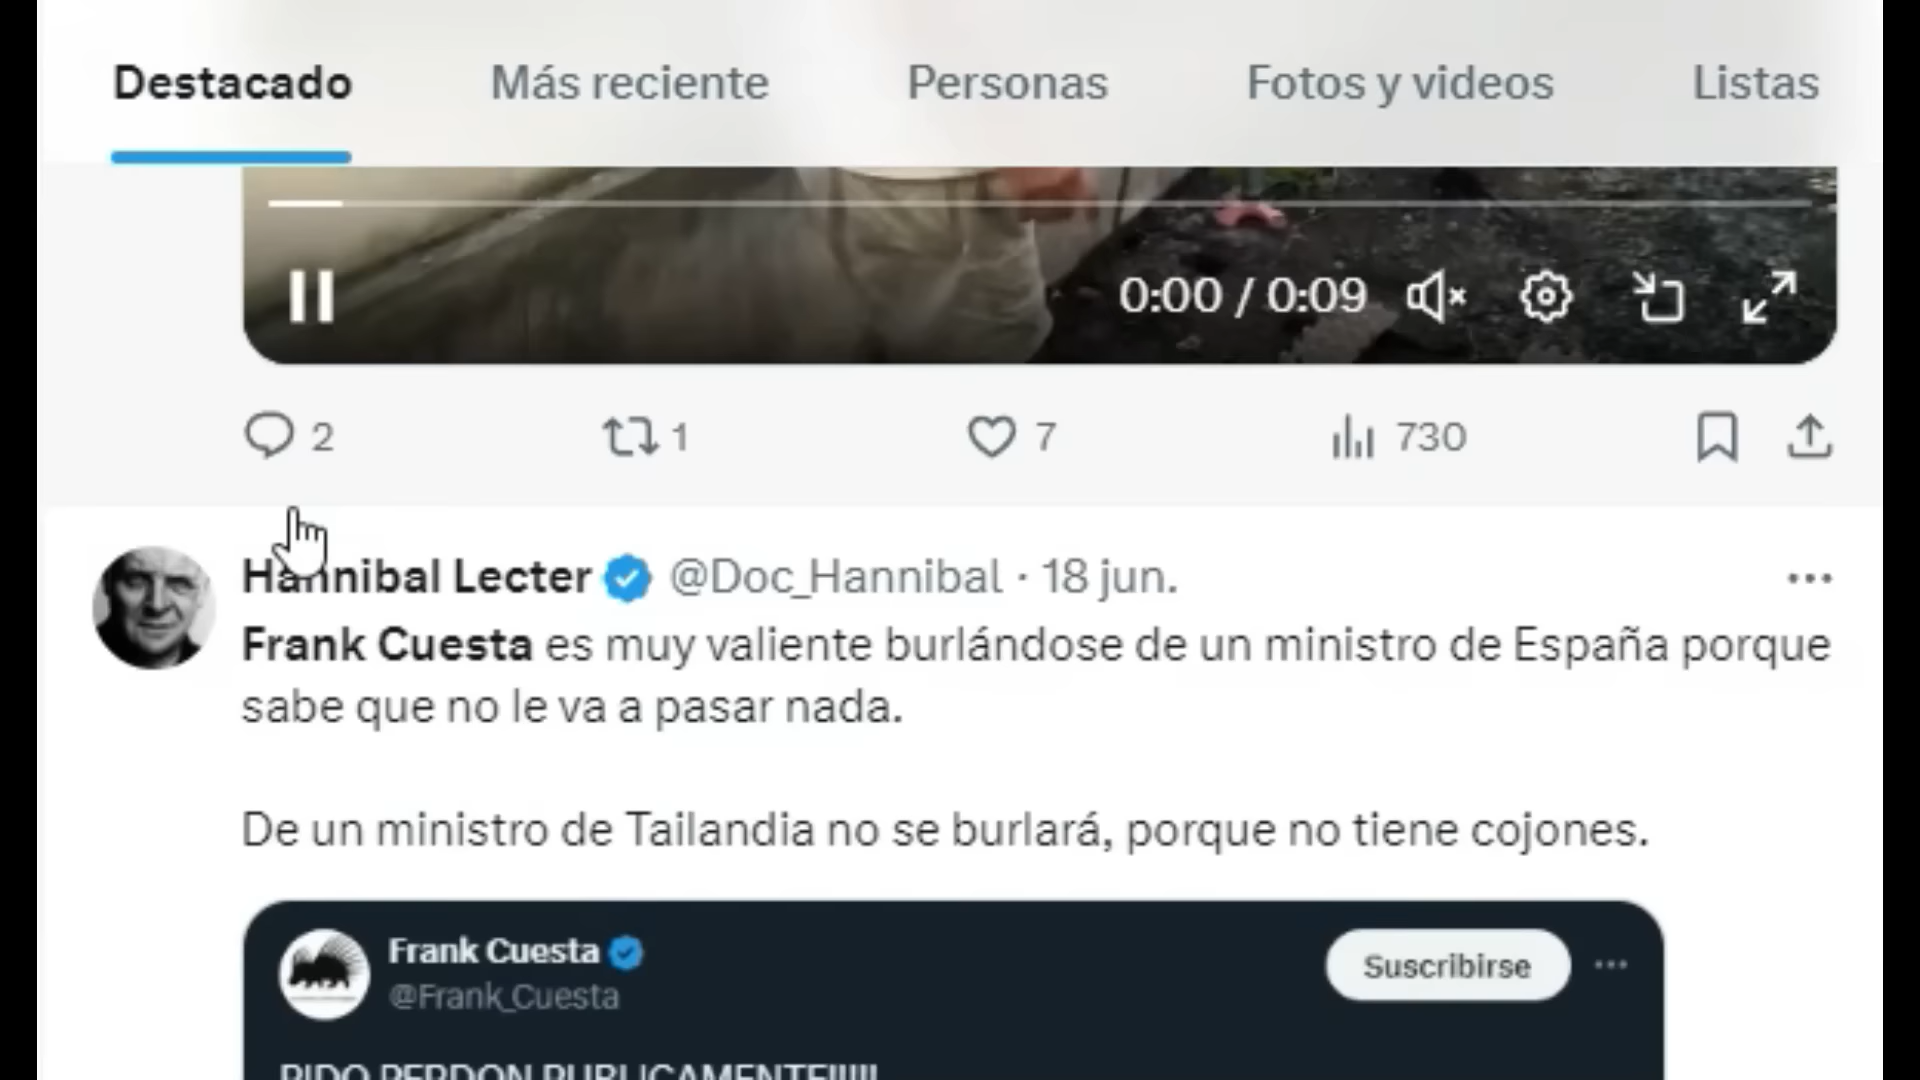 Destacado Más reciente Personas Fotos y videos Listas
0:00 / 0:09
2 1 7 730
Hannibal Lecter @Doc_Hannibal · 18 jun.
Frank Cuesta es muy valiente burlándose de un ministro de España porque
sabe que no le va a pasar nada.
De un ministro de Tailandia no se burlará, porque no tiene cojones.
Frank Cuesta
Suscribirse
@Frank_Cuesta
PIDO PERDON PUBLICAMENTE!!!!!!